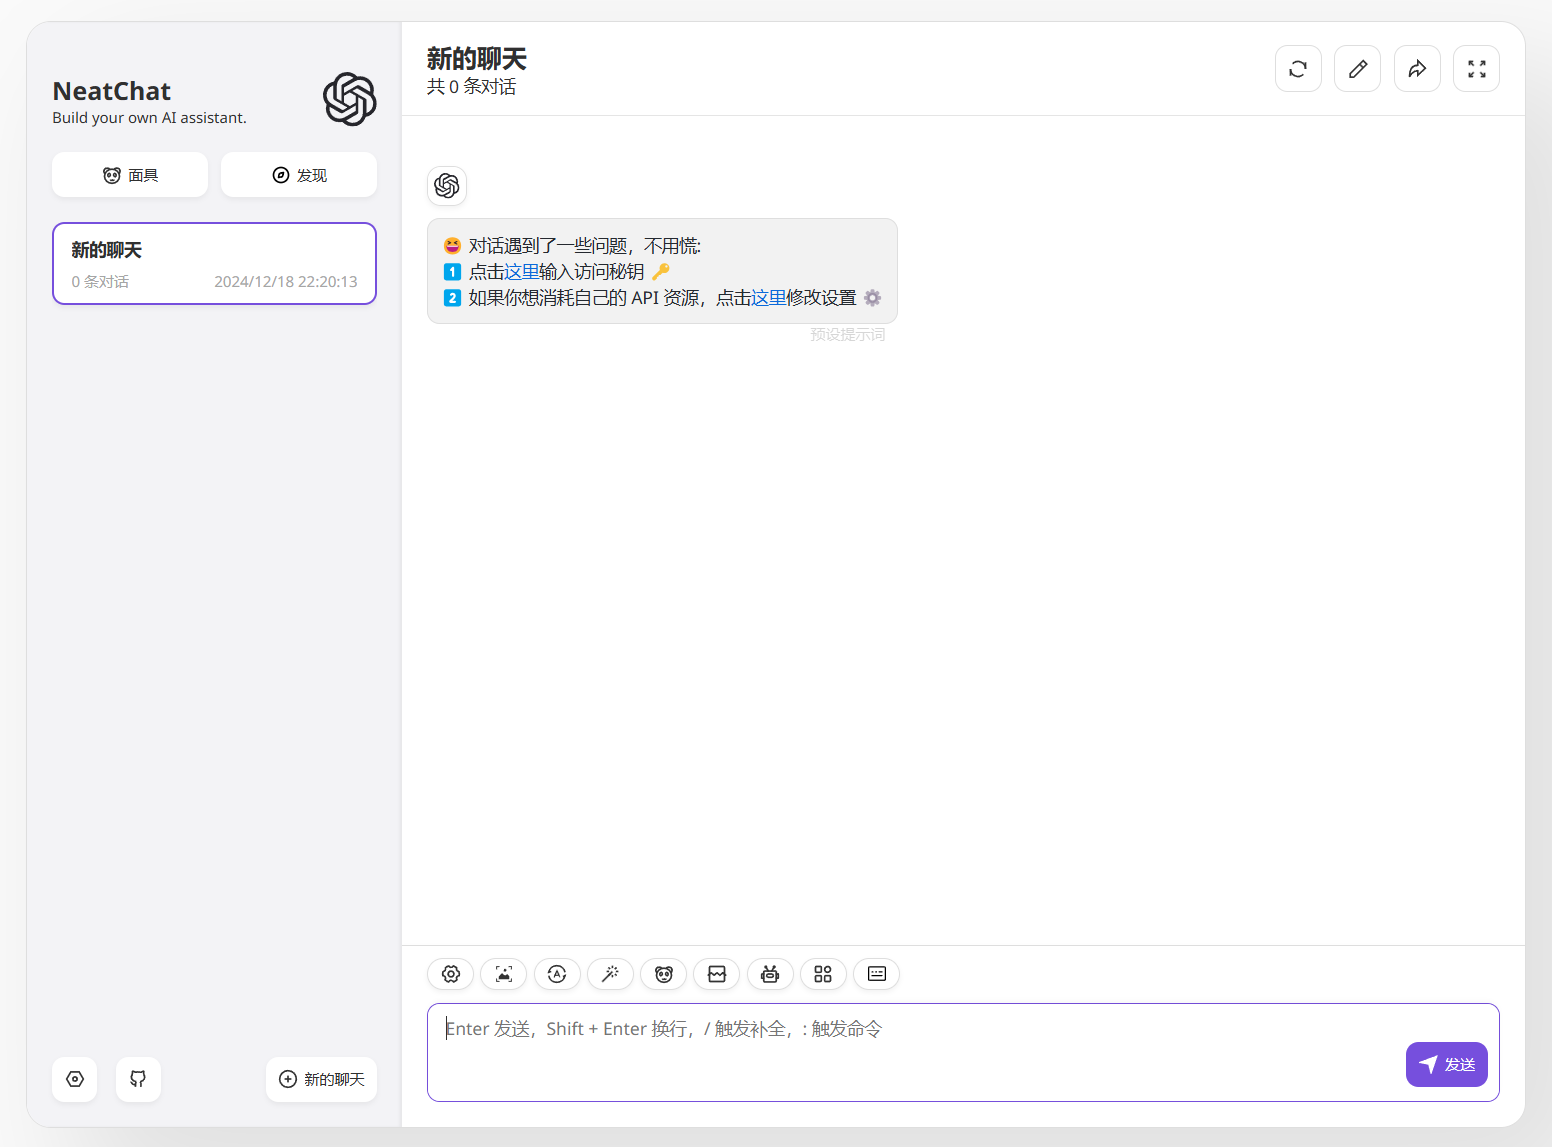 NeatChat
Build your own AI assistant.
面具
发现
新的聊天
0 条对话
2024/12/18 22:20:13
新的聊天
新的聊天
共 0 条对话
😆 对话遇到了一些问题，不用慌:
1️⃣ 点击这里输入访问秘钥 🔑
2️⃣ 如果你想消耗自己的 API 资源，点击这里修改设置 ⚙️
预设提示词
Enter 发送，Shift + Enter 换行，/ 触发补全，: 触发命令
发送